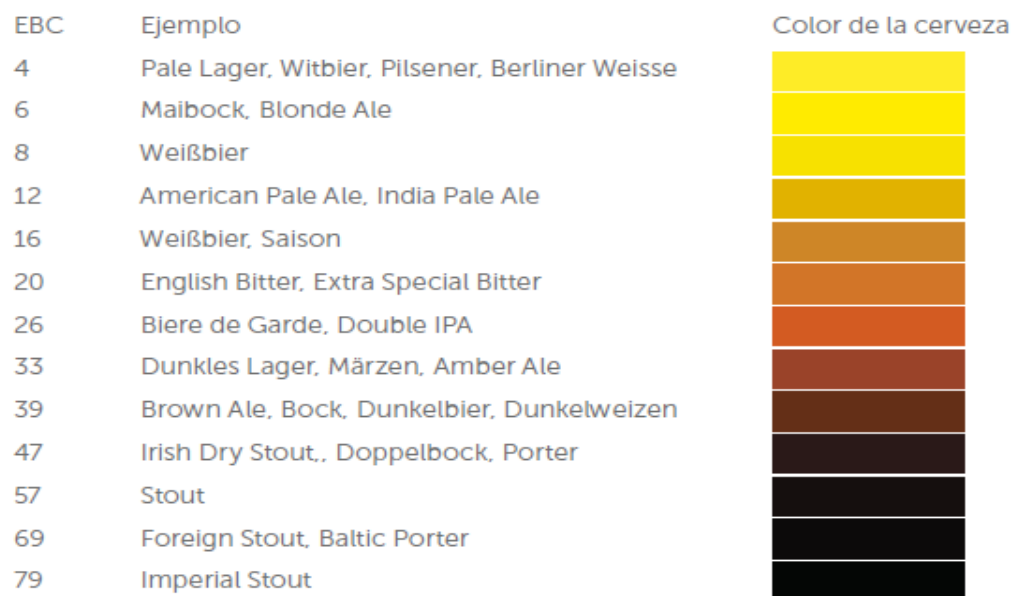 EBC Ejemplo Color de la cerveza
4 Pale Lager, Witbier, Pilsener, Berliner Weisse
6 Maibock, Blonde Ale
8 Weißbier
12 American Pale Ale, India Pale Ale
16 Weißbier, Saison
20 English Bitter, Extra Special Bitter
26 Biere de Garde, Double IPA
33 Dunkles Lager, Märzen, Amber Ale
39 Brown Ale, Bock, Dunkelbier, Dunkelweizen
47 Irish Dry Stout,, Doppelbock, Porter
57 Stout
69 Foreign Stout, Baltic Porter
79 Imperial Stout